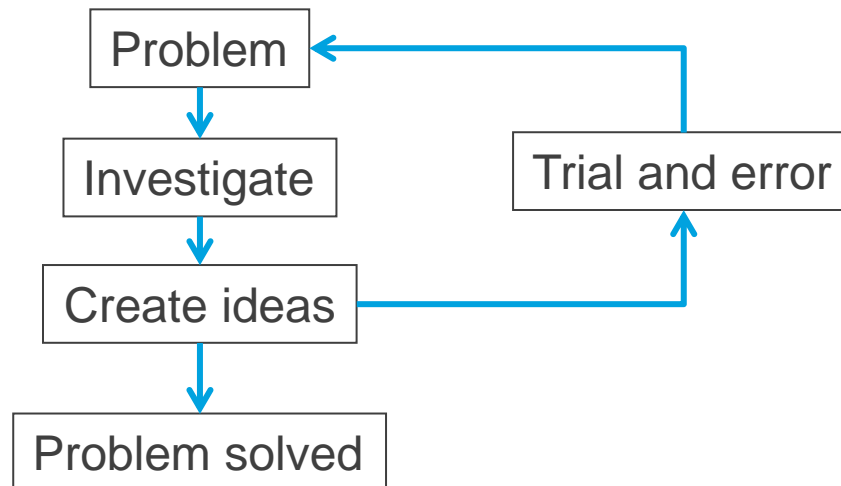 Problem
Investigate
Trial and error
Create ideas
Problem solved